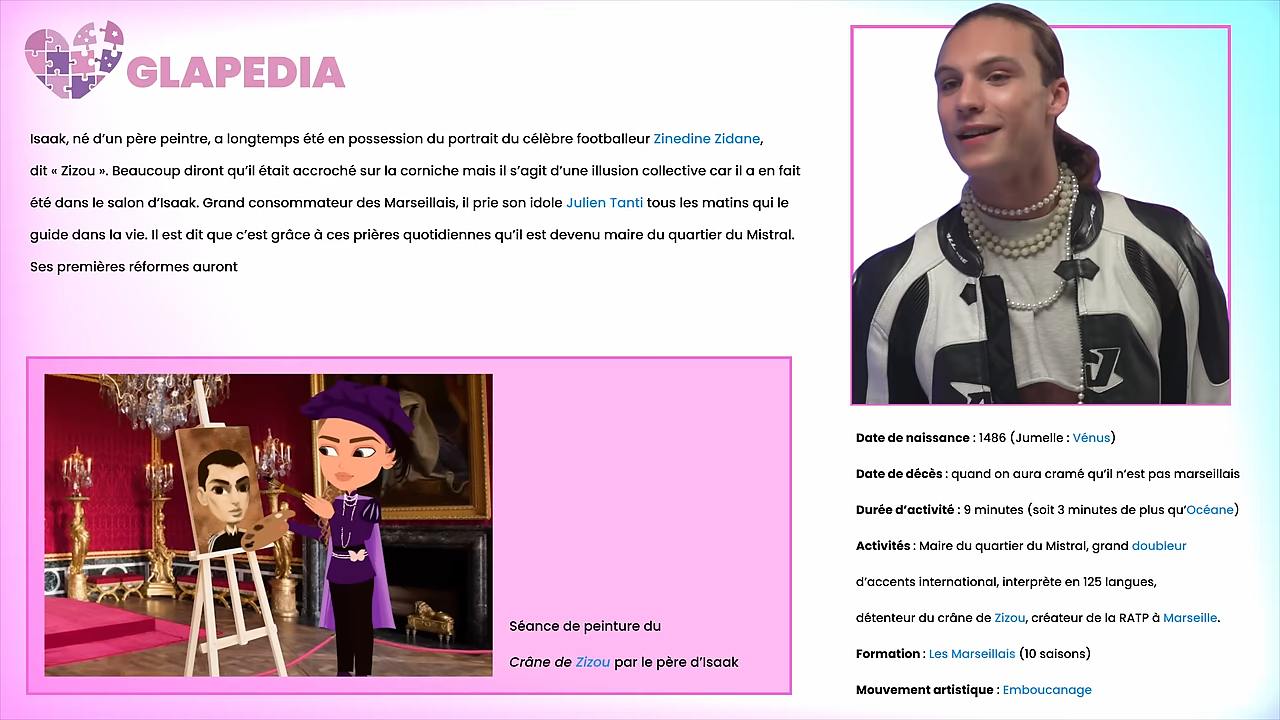 GLAPEDIA
Isaak, né d’un père peintre, a longtemps été en possession du portrait du célèbre footballeur Zinedine Zidane,
dit « Zizou ». Beaucoup diront qu’il était accroché sur la corniche mais il s’agit d’une illusion collective car il a en fait
été dans le salon d’Isaak. Grand consommateur des Marseillais, il prie son idole Julien Tanti tous les matins qui le
guide dans la vie. Il est dit que c’est grâce à ces prières quotidiennes qu’il est devenu maire du quartier du Mistral.
Ses premières réformes auront
Séance de peinture du
Crâne de Zizou par le père d’Isaak
Date de naissance : 1486 (Jumelle : Vénus)
Date de décès : quand on aura cramé qu’il n’est pas marseillais
Durée d’activité : 9 minutes (soit 3 minutes de plus qu’Océane)
Activités : Maire du quartier du Mistral, grand doubleur
d’accents international, interprète en 125 langues,
détenteur du crâne de Zizou, créateur de la RATP à Marseille.
Formation : Les Marseillais (10 saisons)
Mouvement artistique : Emboucanage